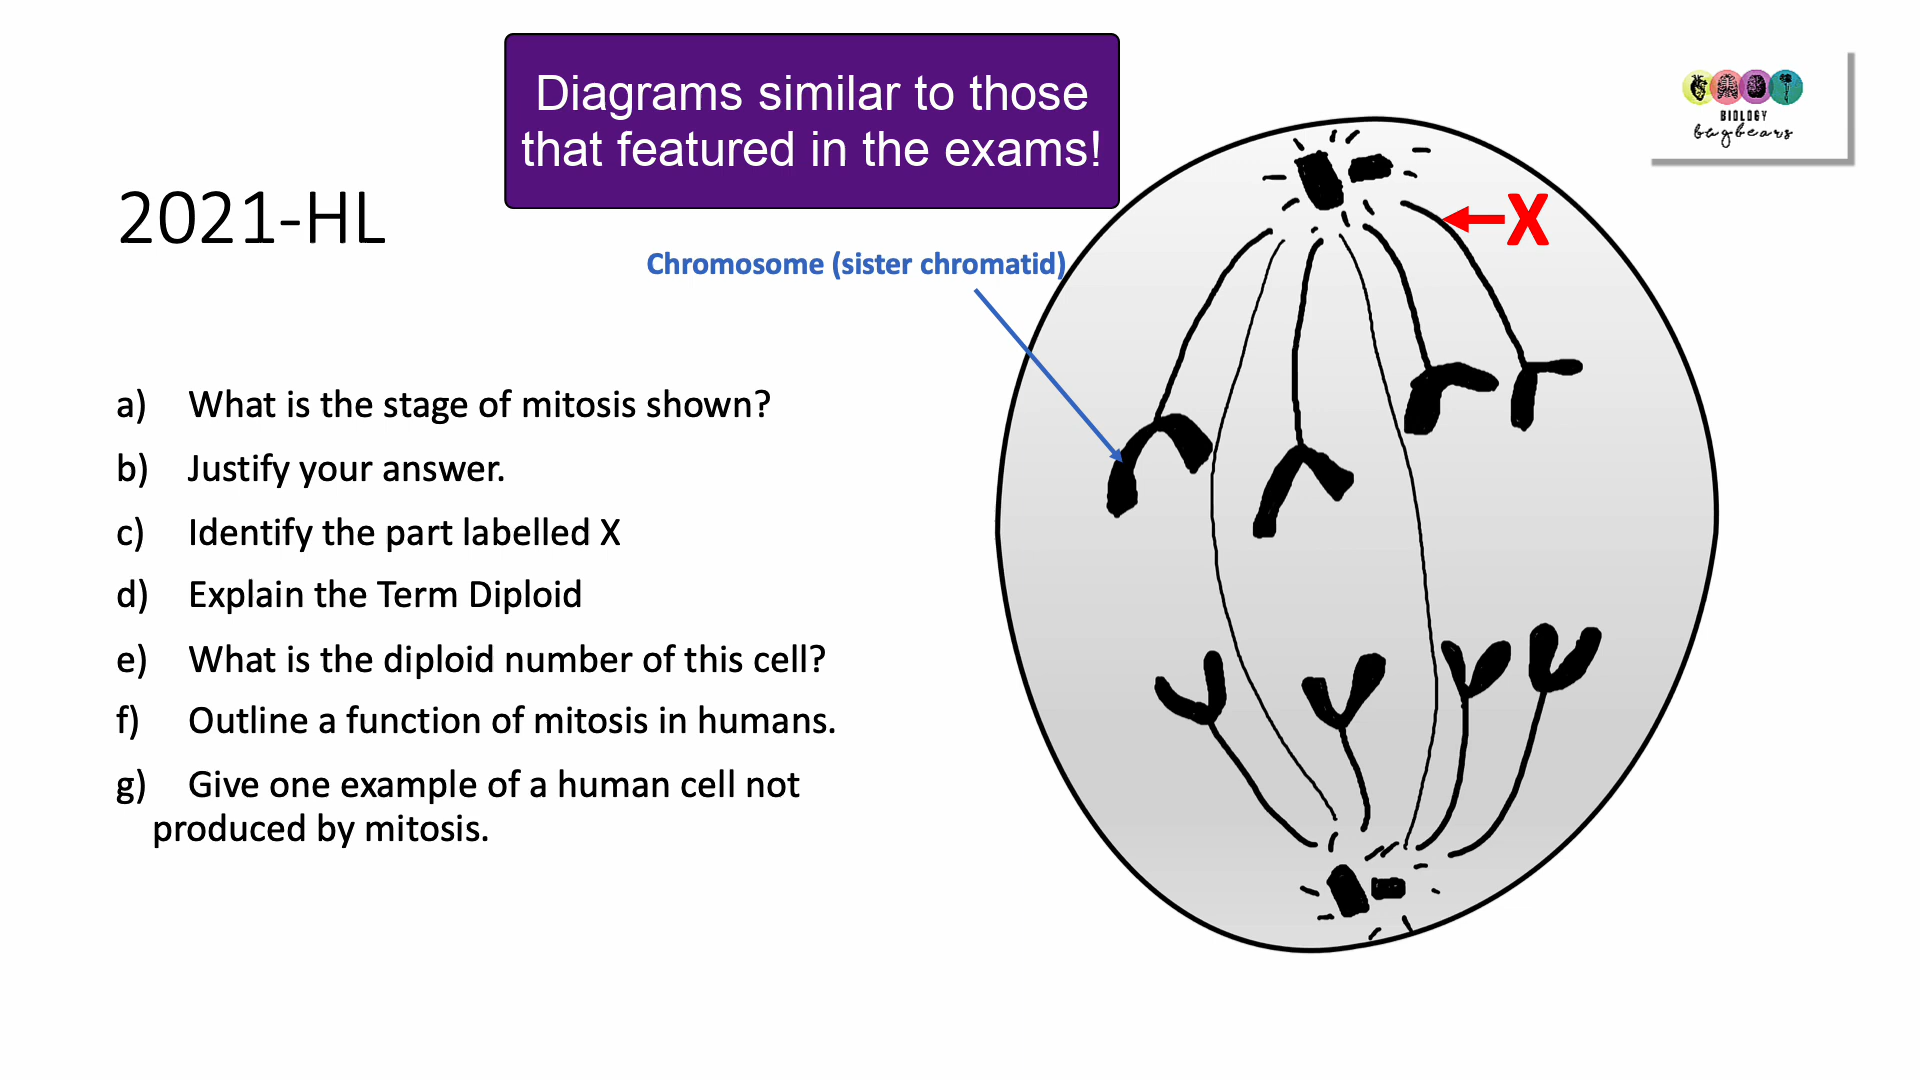 Diagrams similar to those
that featured in the exams!
BIOLOGY
bugbears
2021-HL
X
Chromosome (sister chromatid)
a) What is the stage of mitosis shown?
b) Justify your answer.
c) Identify the part labelled X
d) Explain the Term Diploid
e) What is the diploid number of this cell?
f) Outline a function of mitosis in humans.
g) Give one example of a human cell not
produced by mitosis.